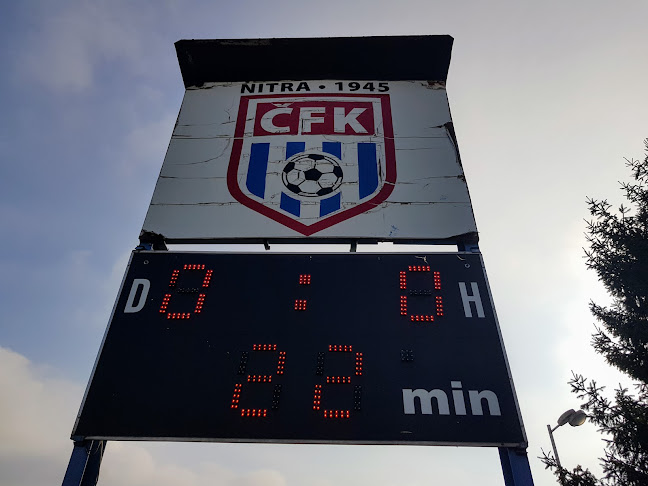 NITRA • 1945
ČFK
D 0 : 0 H
22 min